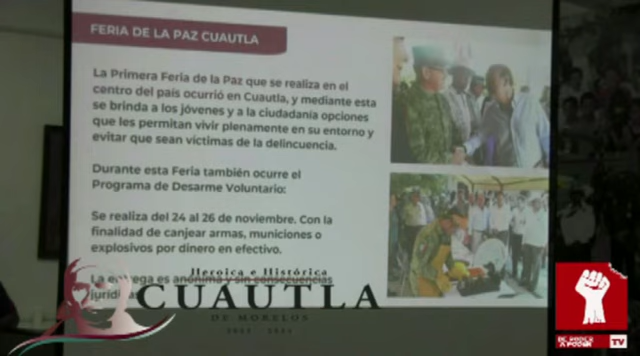 FERIA DE LA PAZ CUAUTLA
La Primera Feria de la Paz que se realiza en el
centro del país ocurrió en Cuautla, y mediante esta
se brinda a los jóvenes y a la ciudadanía opciones
que les permitan vivir plenamente en su entorno y
evitar que sean víctimas de la delincuencia.
Durante esta Feria también ocurre el
Programa de Desarme Voluntario:
Se realiza del 24 al 26 de noviembre. Con la
finalidad de canjear armas, municiones o
explosivos por dinero en efectivo.
La entrega es anónima y sin consecuencias
jurídicas
Heroica e Histórica
CUAUTLA
DE MORELOS
DE PODER
A PODER
TV